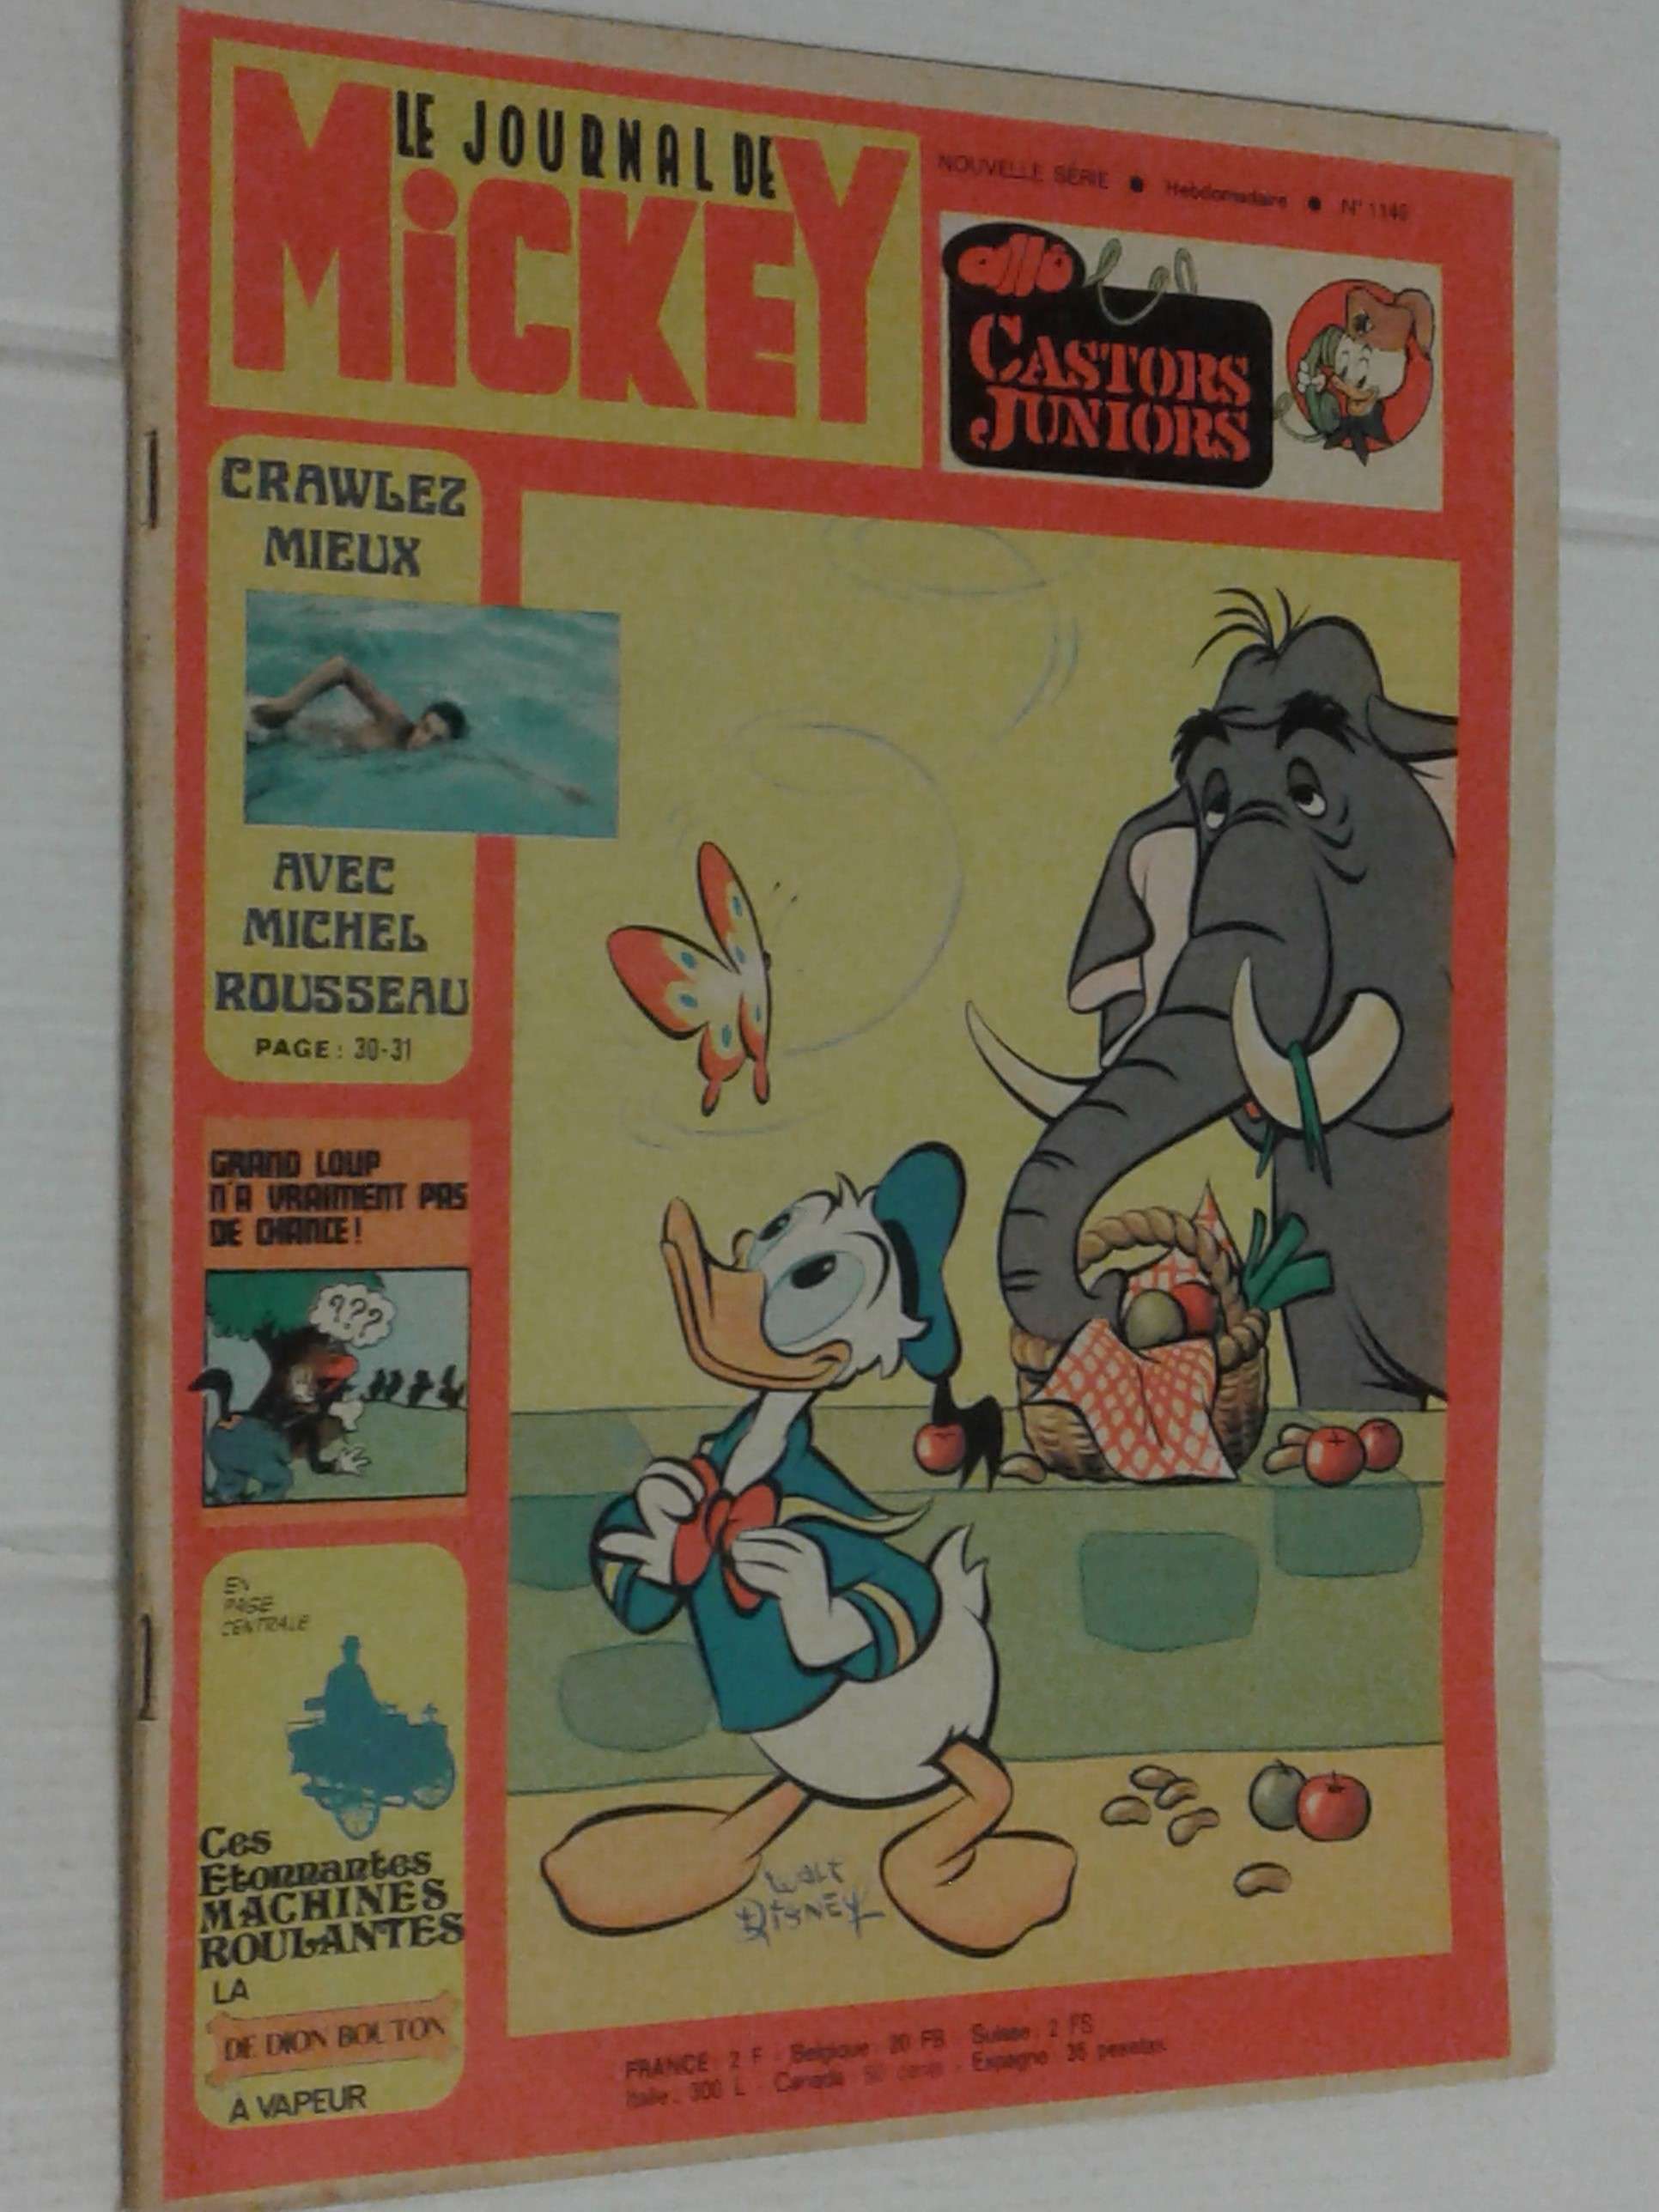 LE JOURNAL DE
MiCKEY
NOUVELLE SÉRIE ● Hebdomadaire ● N°
allô
CASTORS
JUNIORS
CRAWLEZ
MIEUX
AVEC
MICHEL
ROUSSEAU
PAGE : 30-31
GRAND LOUP
N'A VRAIMENT PAS
DE CHANCE !
???
EN
PAGE
CENTRALE
Ces
Etonnantes
MACHINES
ROULANTES
LA
DE DION BOUTON
A VAPEUR
WALT
DISNEY
FRANCE : 2 F - Belgique : 20 FB - Suisse : 2 FS
Italie : 300 L - Canada : 50 cents - Espagne : 35 pesetas